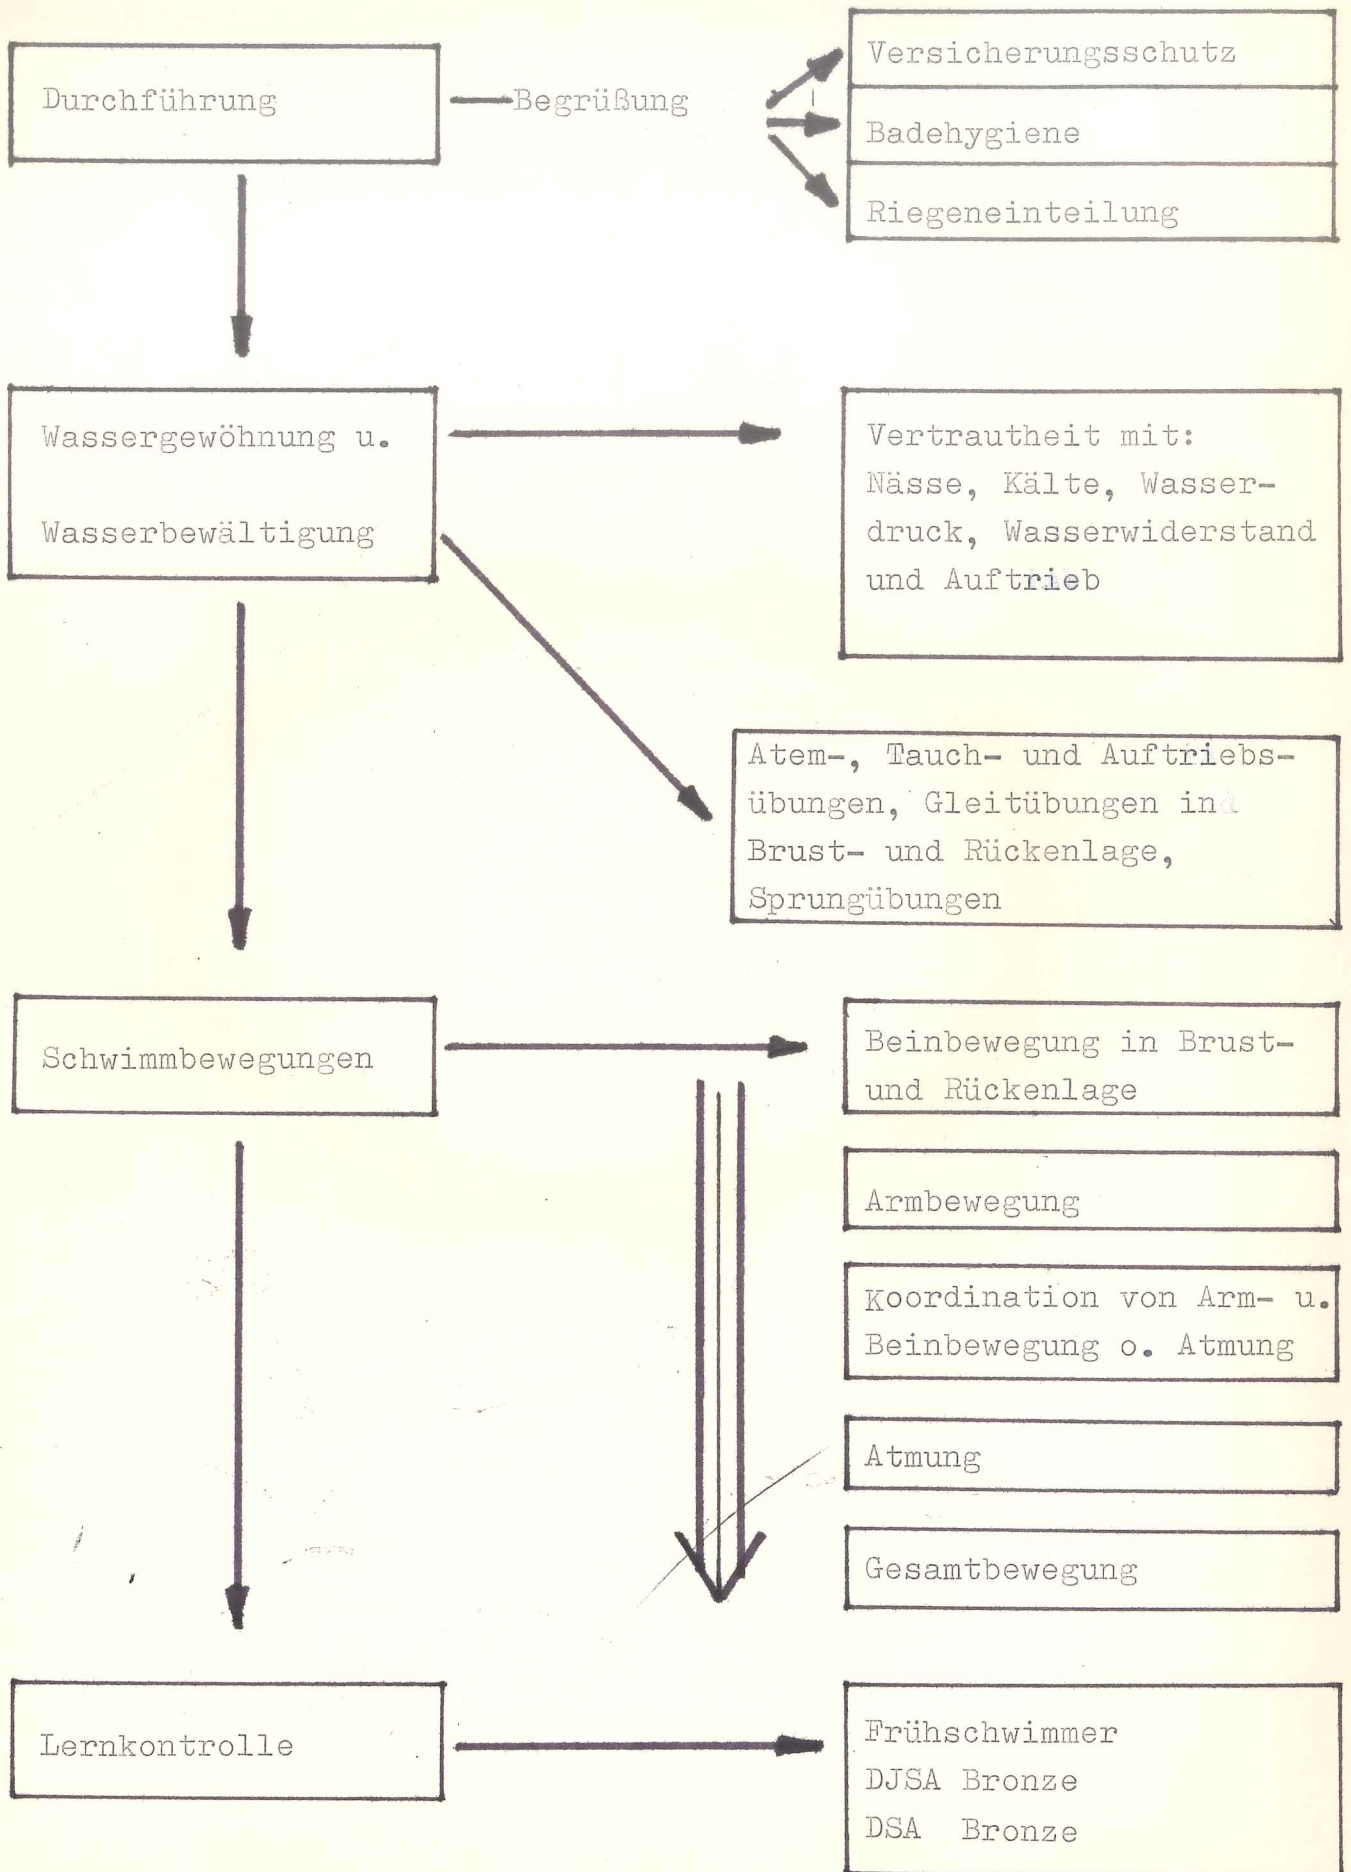 Durchführung
Begrüßung
Versicherungsschutz
Badehygiene
Riegeneinteilung
Wassergewöhnung u.
Wasserbewältigung
Vertrautheit mit:
Nässe, Kälte, Wasser-
druck, Wasserwiderstand
und Auftrieb
Atem-, Tauch- und Auftriebs-
übungen, Gleitübungen in
Brust- und Rückenlage,
Sprungübungen
Schwimmbewegungen
Beinbewegung in Brust-
und Rückenlage
Armbewegung
Koordination von Arm- u.
Beinbewegung o. Atmung
Atmung
Gesamtbewegung
Lernkontrolle
Frühschwimmer
DJSA Bronze
DSA Bronze